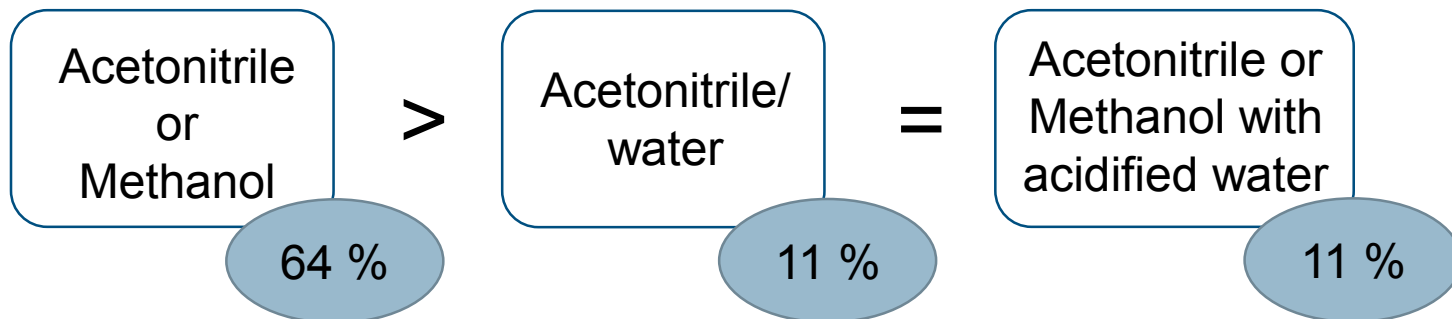 Acetonitrile
or
Methanol
64 %
>
Acetonitrile/
water
11 %
=
Acetonitrile or
Methanol with
acidified water
11 %